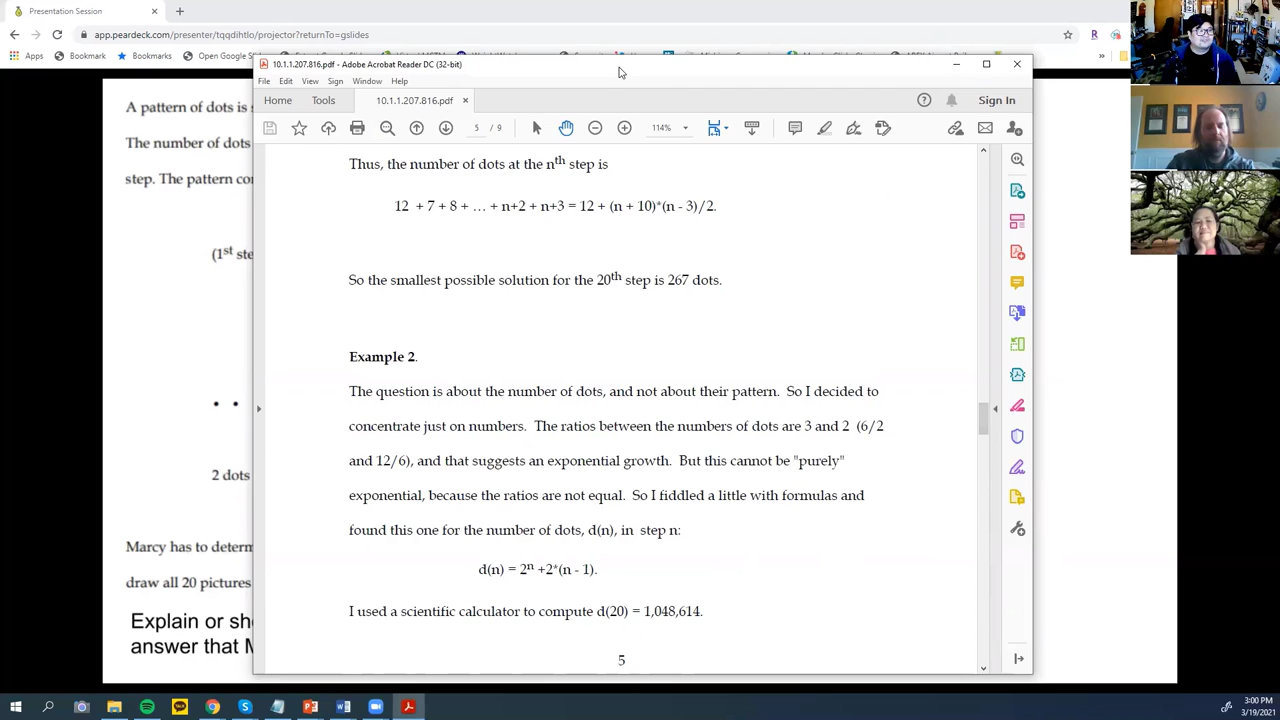 Presentation Session
app.peardeck.com/presenter/tqqdihtlo/projector?returnTo=gslides
Apps
Bookmark
Bookmarks
Open Google S
10.1.1.207.816.pdf - Adobe Acrobat Reader DC (32-bit)
File Edit View Sign Window Help
Home Tools 10.1.1.207.816.pdf Sign In
5 / 9 114%
A pattern of dots is s
The number of dots
step. The pattern con
(1st ste
2 dots
Marcy has to determ
draw all 20 pictures
Explain or sho
answer that M
Thus, the number of dots at the nth step is
12 + 7 + 8 + … + n+2 + n+3 = 12 + (n + 10)*(n - 3)/2.
So the smallest possible solution for the 20th step is 267 dots.
Example 2.
The question is about the number of dots, and not about their pattern. So I decided to
concentrate just on numbers. The ratios between the numbers of dots are 3 and 2 (6/2
and 12/6), and that suggests an exponential growth. But this cannot be "purely"
exponential, because the ratios are not equal. So I fiddled a little with formulas and
found this one for the number of dots, d(n), in step n:
d(n) = 2n +2*(n - 1).
I used a scientific calculator to compute d(20) = 1,048,614.
5
3:00 PM
3/19/2021